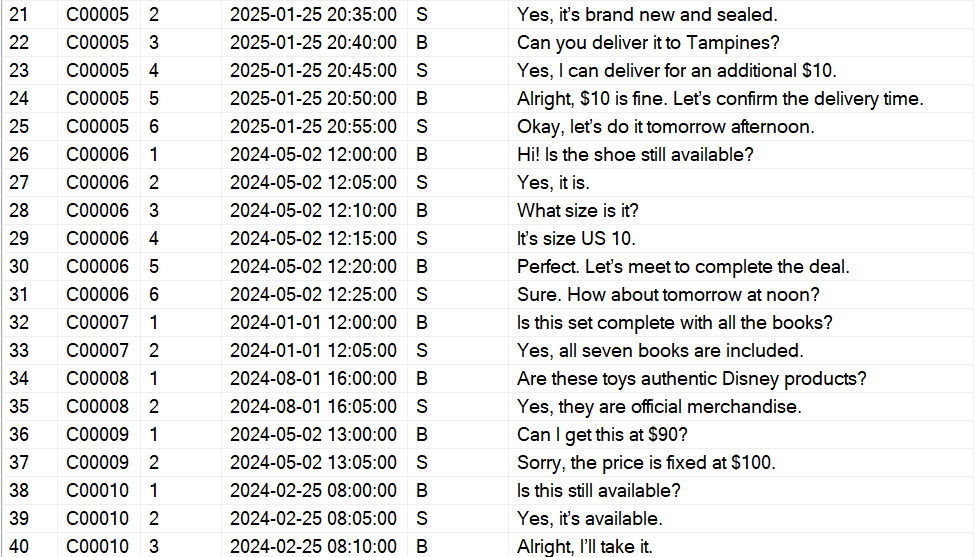 21 C00005 2 2025-01-25 20:35:00 S Yes, it’s brand new and sealed.
22 C00005 3 2025-01-25 20:40:00 B Can you deliver it to Tampines?
23 C00005 4 2025-01-25 20:45:00 S Yes, I can deliver for an additional $10.
24 C00005 5 2025-01-25 20:50:00 B Alright, $10 is fine. Let’s confirm the delivery time.
25 C00005 6 2025-01-25 20:55:00 S Okay, let’s do it tomorrow afternoon.
26 C00006 1 2024-05-02 12:00:00 B Hi! Is the shoe still available?
27 C00006 2 2024-05-02 12:05:00 S Yes, it is.
28 C00006 3 2024-05-02 12:10:00 B What size is it?
29 C00006 4 2024-05-02 12:15:00 S It’s size US 10.
30 C00006 5 2024-05-02 12:20:00 B Perfect. Let’s meet to complete the deal.
31 C00006 6 2024-05-02 12:25:00 S Sure. How about tomorrow at noon?
32 C00007 1 2024-01-01 12:00:00 B Is this set complete with all the books?
33 C00007 2 2024-01-01 12:05:00 S Yes, all seven books are included.
34 C00008 1 2024-08-01 16:00:00 B Are these toys authentic Disney products?
35 C00008 2 2024-08-01 16:05:00 S Yes, they are official merchandise.
36 C00009 1 2024-05-02 13:00:00 B Can I get this at $90?
37 C00009 2 2024-05-02 13:05:00 S Sorry, the price is fixed at $100.
38 C00010 1 2024-02-25 08:00:00 B Is this still available?
39 C00010 2 2024-02-25 08:05:00 S Yes, it’s available.
40 C00010 3 2024-02-25 08:10:00 B Alright, I’ll take it.